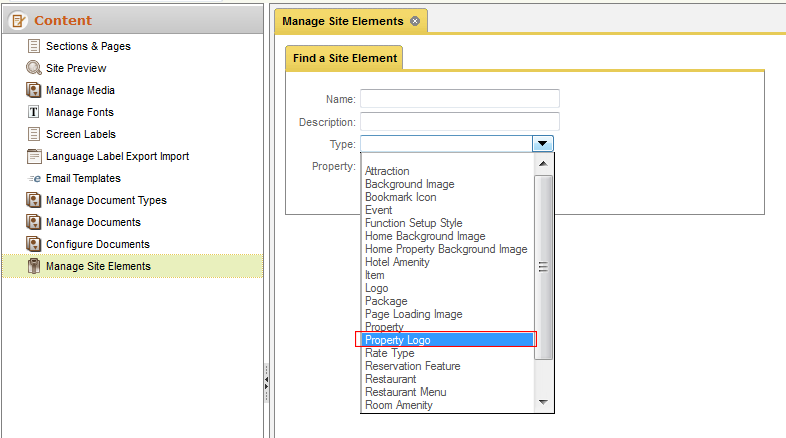 Content
Sections & Pages
Site Preview
Manage Media
Manage Fonts
Screen Labels
Language Label Export Import
Email Templates
Manage Document Types
Manage Documents
Configure Documents
Manage Site Elements
Manage Site Elements
Find a Site Element
Name:
Description:
Type:
Property:
Attraction
Background Image
Bookmark Icon
Event
Function Setup Style
Home Background Image
Home Property Background Image
Hotel Amenity
Item
Logo
Package
Page Loading Image
Property
Property Logo
Rate Type
Reservation Feature
Restaurant
Restaurant Menu
Room Amenity